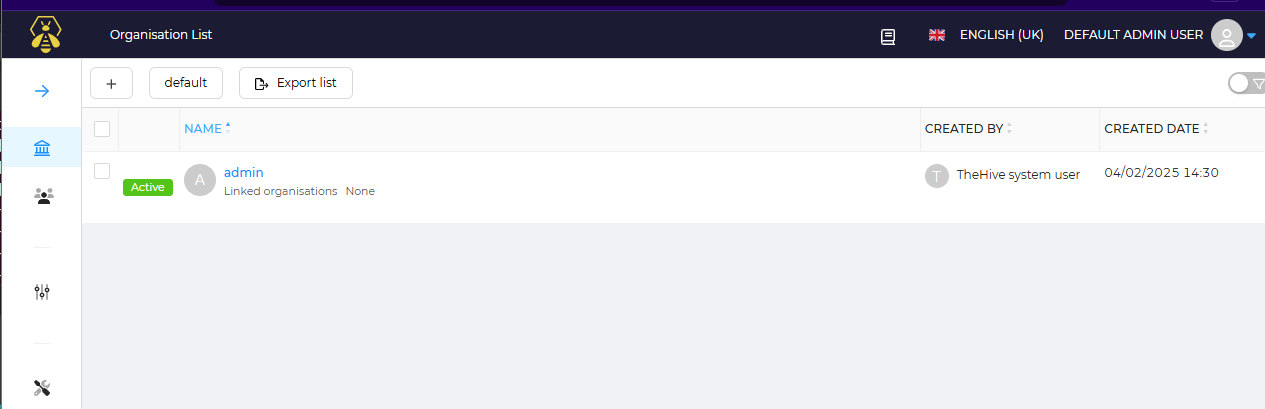 Organisation List
ENGLISH (UK)
DEFAULT ADMIN USER
+
default
Export list
NAME
CREATED BY
CREATED DATE
Active
A
admin
Linked organisations None
T
TheHive system user
04/02/2025 14:30